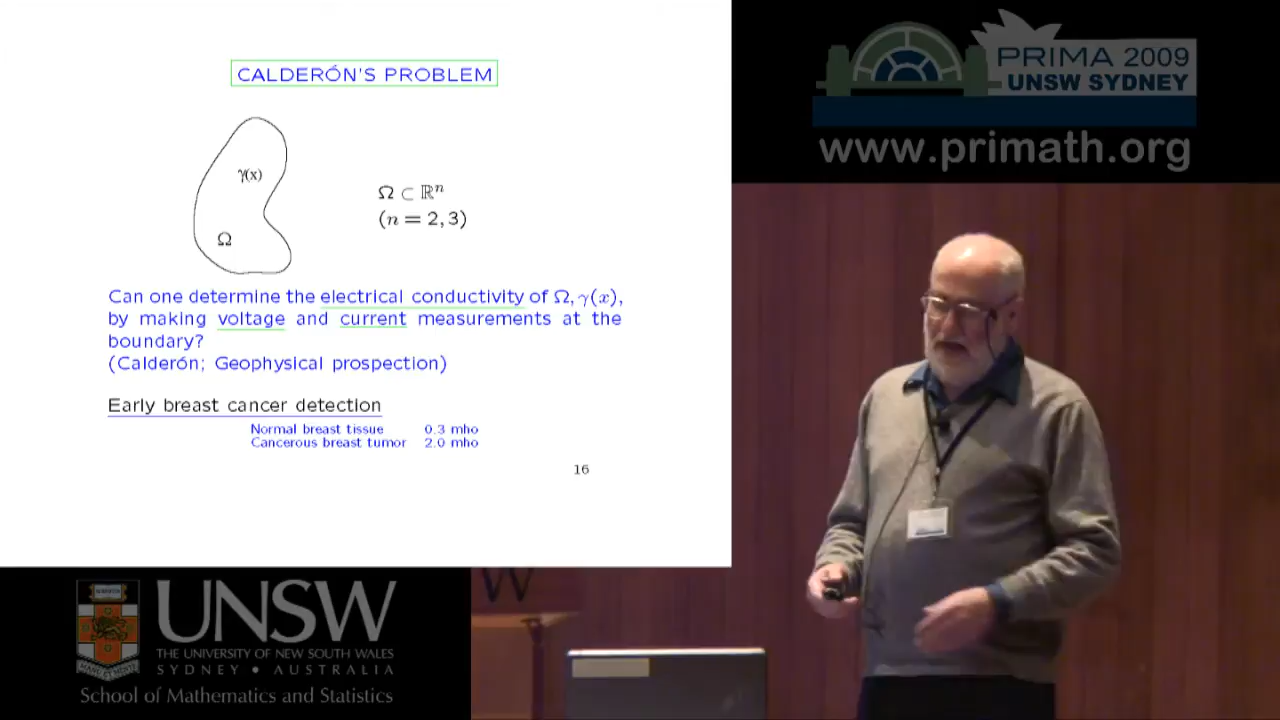 CALDERÓN'S PROBLEM
γ(x)
Ω
Ω ⊂ ℝⁿ
(n = 2, 3)
Can one determine the electrical conductivity of Ω, γ(x),
by making voltage and current measurements at the
boundary?
(Calderón; Geophysical prospection)
Early breast cancer detection
Normal breast tissue 0.3 mho
Cancerous breast tumor 2.0 mho
16
PRIMA 2009
UNSW SYDNEY
www.primath.org
UNSW
THE UNIVERSITY OF NEW SOUTH WALES
SYDNEY • AUSTRALIA
School of Mathematics and Statistics